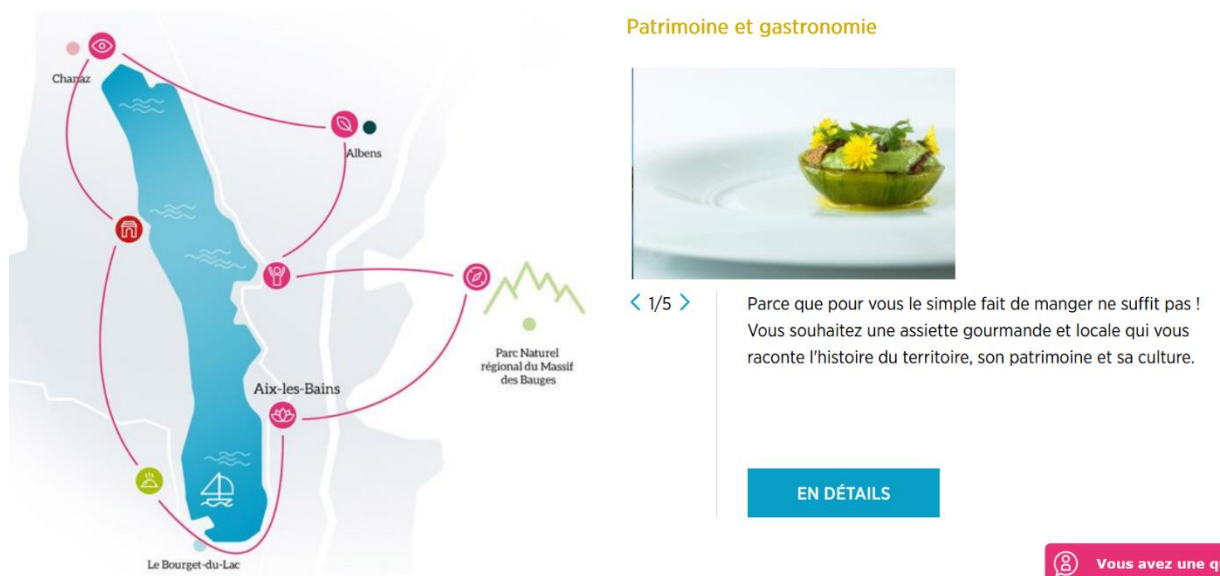 Chanaz
Albens
Parc Naturel
régional du Massif
des Bauges
Aix-les-Bains
Le Bourget-du-Lac
Patrimoine et gastronomie
1/5
Parce que pour vous le simple fait de manger ne suffit pas !
Vous souhaitez une assiette gourmande et locale qui vous
raconte l'histoire du territoire, son patrimoine et sa culture.
EN DÉTAILS
Vous avez une q